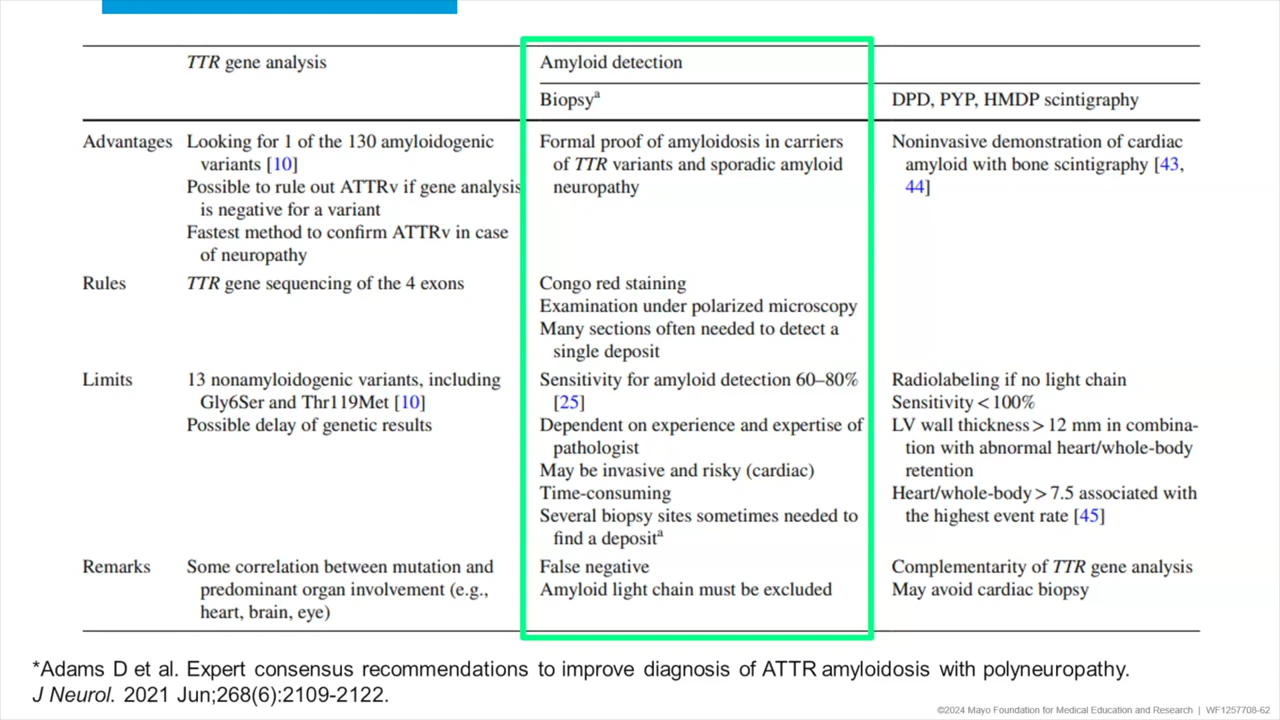 TTR gene analysis
Amyloid detection
Biopsyᵃ
DPD, PYP, HMDP scintigraphy
Advantages
Looking for 1 of the 130 amyloidogenic
variants [10]
Possible to rule out ATTRv if gene analysis
is negative for a variant
Fastest method to confirm ATTRv in case
of neuropathy
Formal proof of amyloidosis in carriers
of TTR variants and sporadic amyloid
neuropathy
Noninvasive demonstration of cardiac
amyloid with bone scintigraphy [43,
44]
Rules
TTR gene sequencing of the 4 exons
Congo red staining
Examination under polarized microscopy
Many sections often needed to detect a
single deposit
Limits
13 nonamyloidogenic variants, including
Gly6Ser and Thr119Met [10]
Possible delay of genetic results
Sensitivity for amyloid detection 60–80%
[25]
Dependent on experience and expertise of
pathologist
May be invasive and risky (cardiac)
Time-consuming
Several biopsy sites sometimes needed to
find a depositᵃ
Radiolabeling if no light chain
Sensitivity < 100%
LV wall thickness > 12 mm in combina-
tion with abnormal heart/whole-body
retention
Heart/whole-body > 7.5 associated with
the highest event rate [45]
Remarks
Some correlation between mutation and
predominant organ involvement (e.g.,
heart, brain, eye)
False negative
Amyloid light chain must be excluded
Complementarity of TTR gene analysis
May avoid cardiac biopsy
*Adams D et al. Expert consensus recommendations to improve diagnosis of ATTR amyloidosis with polyneuropathy.
J Neurol. 2021 Jun;268(6):2109-2122.
©2024 Mayo Foundation for Medical Education and Research | WF1257708-62